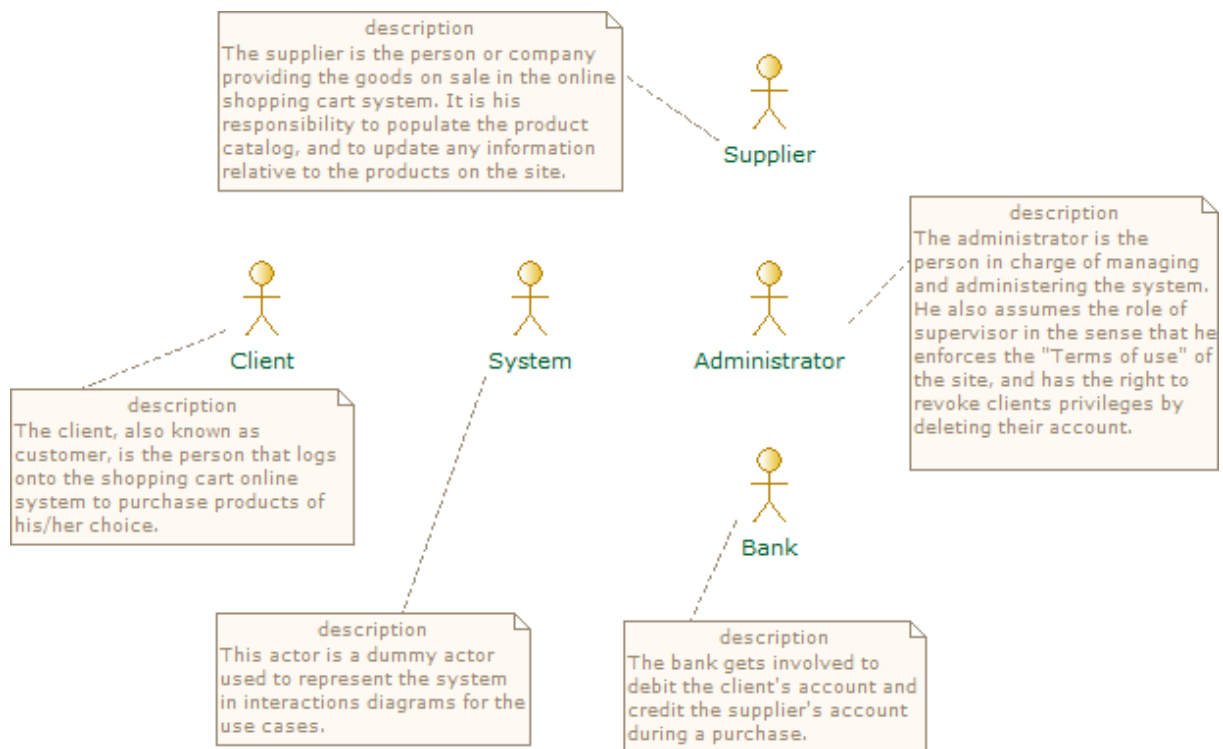 description
The supplier is the person or company
providing the goods on sale in the online
shopping cart system. It is his
responsibility to populate the product
catalog, and to update any information
relative to the products on the site.
Supplier
description
The administrator is the
person in charge of managing
and administering the system.
He also assumes the role of
supervisor in the sense that he
enforces the "Terms of use" of
the site, and has the right to
revoke clients privileges by
deleting their account.
Client
System
Administrator
description
The client, also known as
customer, is the person that logs
onto the shopping cart online
system to purchase products of
his/her choice.
Bank
description
This actor is a dummy actor
used to represent the system
in interactions diagrams for the
use cases.
description
The bank gets involved to
debit the client's account and
credit the supplier's account
during a purchase.